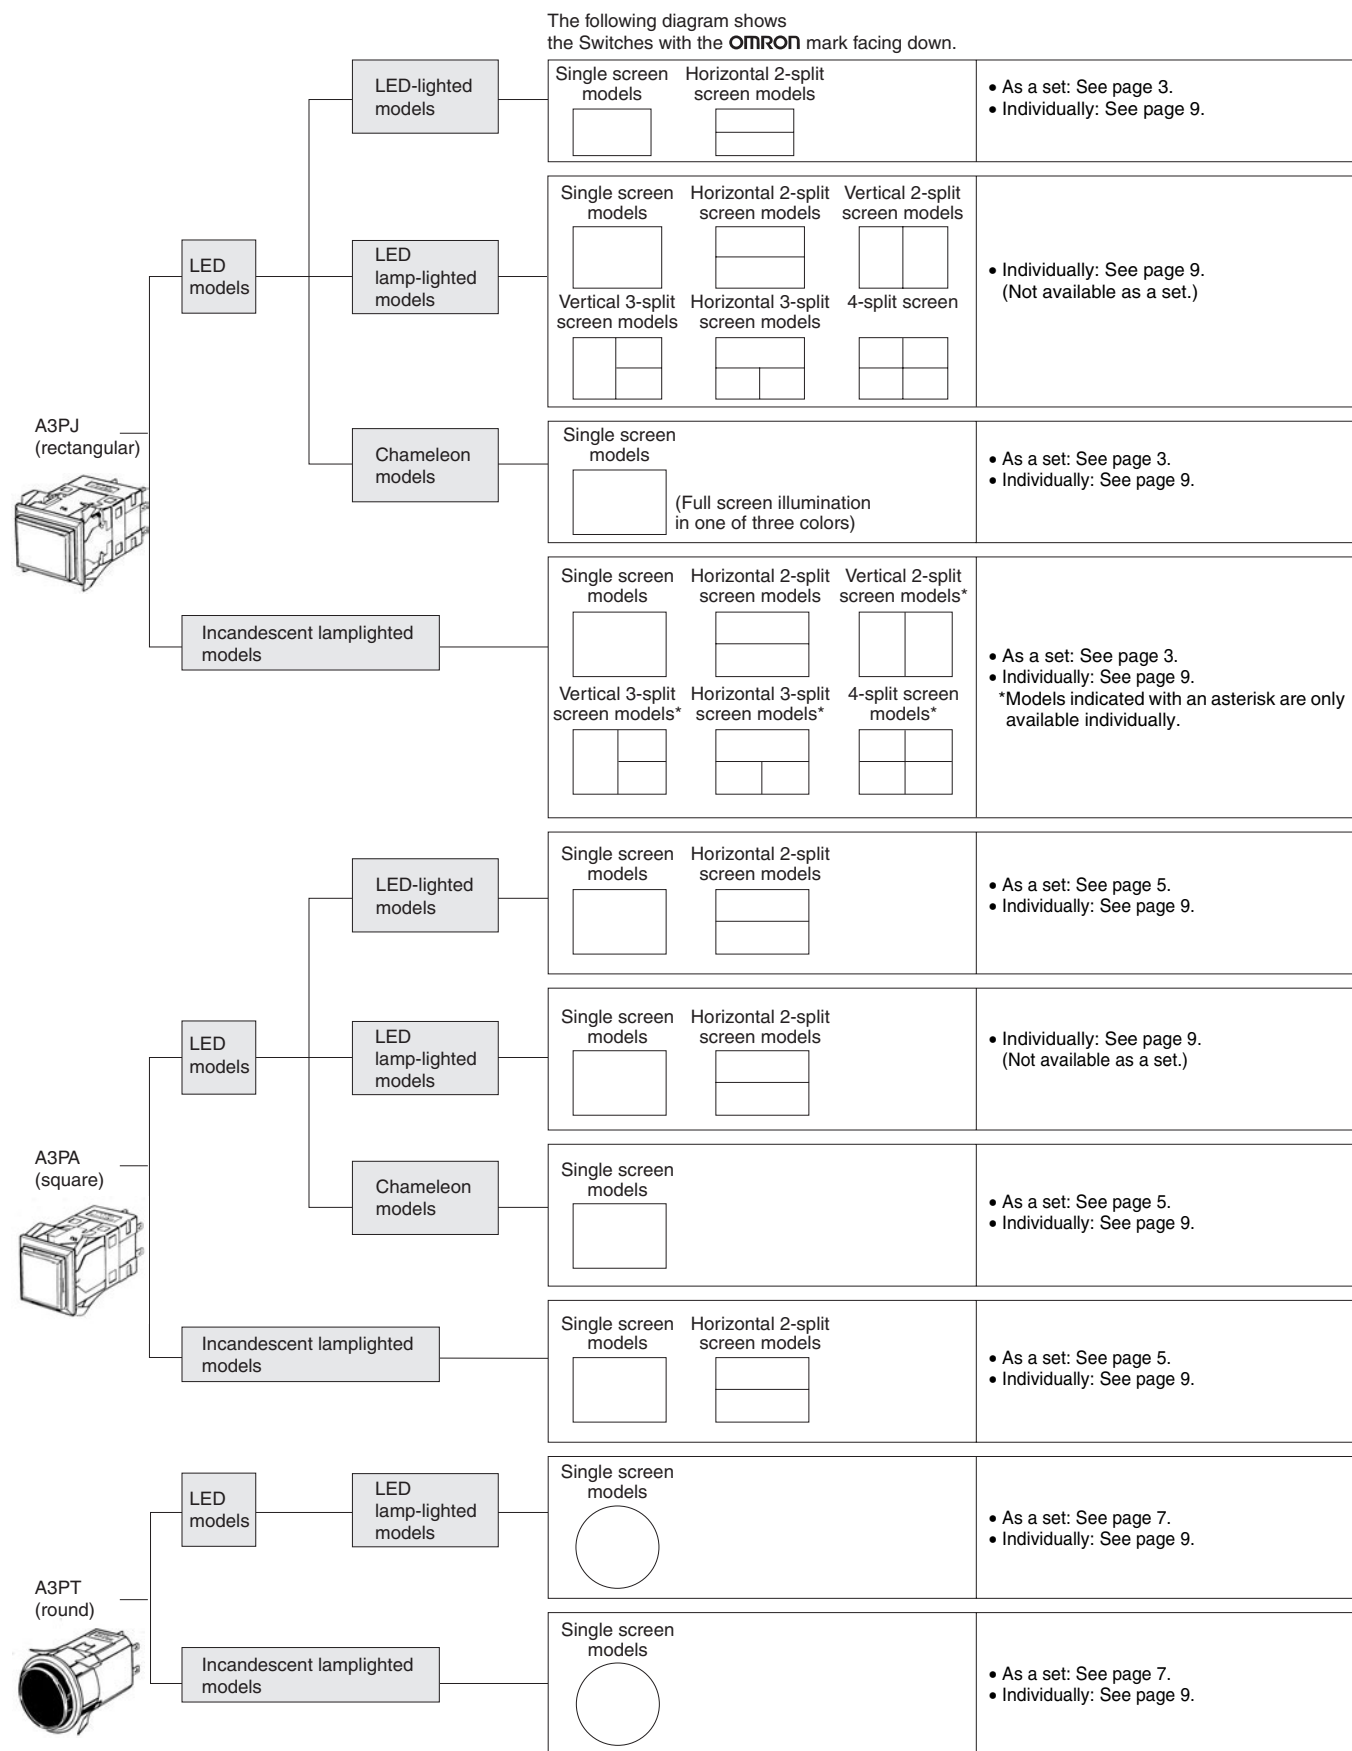 The following diagram shows
the Switches with the OMRON mark facing down.
LED-lighted
models
Single screen
models
Horizontal 2-split
screen models
• As a set: See page 3.
• Individually: See page 9.
LED
models
LED
lamp-lighted
models
Single screen
models
Horizontal 2-split
screen models
Vertical 2-split
screen models
Vertical 3-split
screen models
Horizontal 3-split
screen models
4-split screen
• Individually: See page 9.
(Not available as a set.)
A3PJ
(rectangular)
Chameleon
models
Single screen
models
(Full screen illumination
in one of three colors)
• As a set: See page 3.
• Individually: See page 9.
Incandescent lamplighted
models
Single screen
models
Horizontal 2-split
screen models
Vertical 2-split
screen models*
Vertical 3-split
screen models*
Horizontal 3-split
screen models*
4-split screen
models*
• As a set: See page 3.
• Individually: See page 9.
*Models indicated with an asterisk are only
available individually.
LED-lighted
models
Single screen
models
Horizontal 2-split
screen models
• As a set: See page 5.
• Individually: See page 9.
LED
models
LED
lamp-lighted
models
Single screen
models
Horizontal 2-split
screen models
• Individually: See page 9.
(Not available as a set.)
A3PA
(square)
Chameleon
models
Single screen
models
• As a set: See page 5.
• Individually: See page 9.
Incandescent lamplighted
models
Single screen
models
Horizontal 2-split
screen models
• As a set: See page 5.
• Individually: See page 9.
LED
models
LED
lamp-lighted
models
Single screen
models
• As a set: See page 7.
• Individually: See page 9.
A3PT
(round)
Incandescent lamplighted
models
Single screen
models
• As a set: See page 7.
• Individually: See page 9.